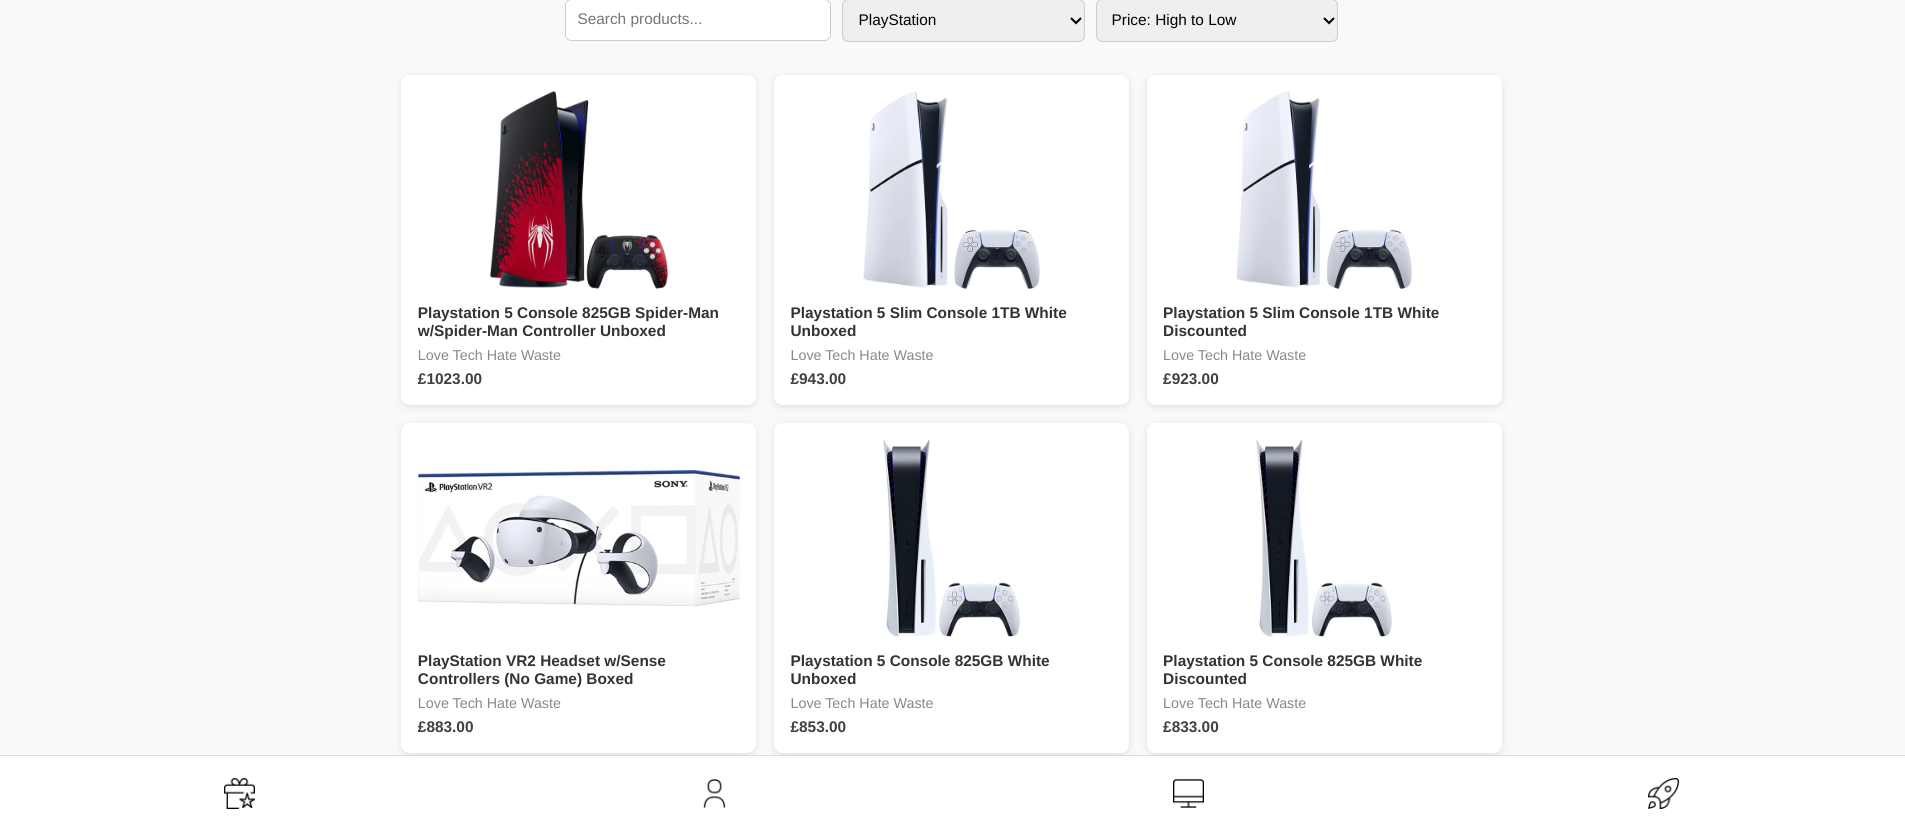 Search products...
PlayStation
Price: High to Low
Playstation 5 Console 825GB Spider-Man
w/Spider-Man Controller Unboxed
Love Tech Hate Waste
£1023.00
Playstation 5 Slim Console 1TB White
Unboxed
Love Tech Hate Waste
£943.00
Playstation 5 Slim Console 1TB White
Discounted
Love Tech Hate Waste
£923.00
PlayStation VR2
SONY
PlayStation VR2 Headset w/Sense
Controllers (No Game) Boxed
Love Tech Hate Waste
£883.00
Playstation 5 Console 825GB White
Unboxed
Love Tech Hate Waste
£853.00
Playstation 5 Console 825GB White
Discounted
Love Tech Hate Waste
£833.00